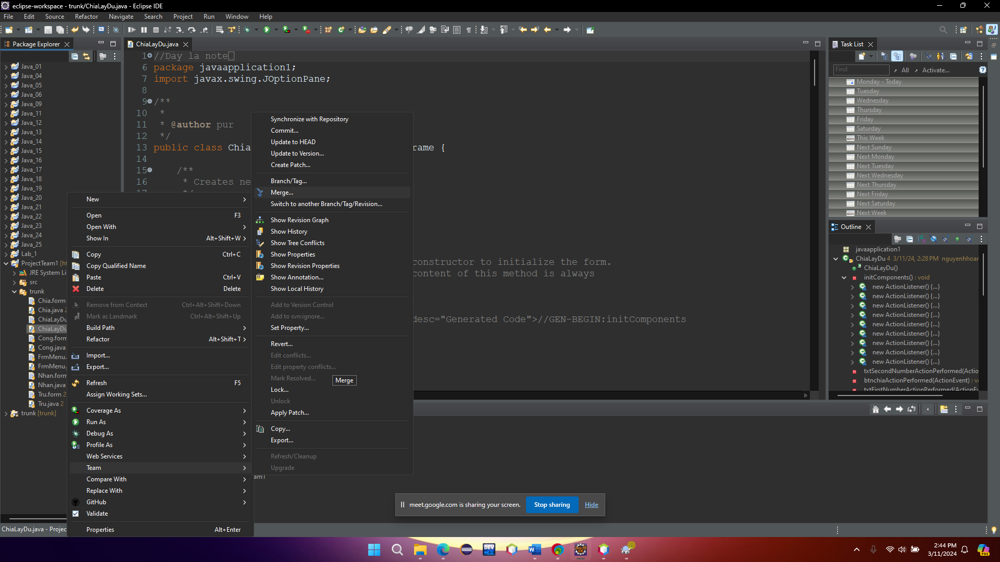 eclipse-workspace - trunk/ChiaLayDu.java - Eclipse IDE
File Edit Source Refactor Navigate Search Project Run Window Help
Package Explorer
Java_01
Java_04
Java_05
Java_06
Java_09
Java_11
Java_12
Java_13
Java_14
Java_15
Java_16
Java_17
Java_18
Java_19
Java_20
Java_21
Java_22
Java_23
Java_24
Java_25
Lab_1
ProjectTeam1 [ht
JRE System Li
src
trunk
Chia.form
Chia.java 2
ChiaLayDu
ChiaLayDu
Cong.form
Cong.java
FrmMenu.
FrmMenu.
Nhan.form
Nhan.java
Tru.form 2
Tru.java 2
trunk [trunk]
ChiaLayDu.java
1 //Day la note
6 package javaapplication1;
7 import javax.swing.JOptionPane;
8
9 /**
10 *
11 * @author pur
12 */
13 public class Chia rame {
14
15 /**
16 * Creates ne
17 */
constructor to initialize the form.
content of this method is always
desc="Generated Code">//GEN-BEGIN:initComponents
New
Open F3
Open With
Show In Alt+Shift+W
Copy Ctrl+C
Copy Qualified Name
Paste Ctrl+V
Delete Delete
Remove from Context Ctrl+Alt+Shift+Down
Mark as Landmark Ctrl+Alt+Shift+Up
Build Path
Refactor Alt+Shift+T
Import...
Export...
Refresh F5
Assign Working Sets...
Coverage As
Run As
Debug As
Profile As
Web Services
Team
Compare With
Replace With
GitHub
Validate
Properties Alt+Enter
Synchronize with Repository
Commit...
Update to HEAD
Update to Version...
Create Patch...
Branch/Tag...
Merge...
Switch to another Branch/Tag/Revision...
Show Revision Graph
Show History
Show Tree Conflicts
Show Properties
Show Revision Properties
Show Annotation...
Show Local History
Add to Version Control
Add to svn:ignore...
Set Property...
Revert...
Edit conflicts...
Edit property conflicts...
Mark Resolved...
Merge
Lock...
Unlock
Apply Patch...
Copy...
Export...
Refresh/Cleanup
Upgrade
am1
Task List
Find All Activate...
Monday - Today
Tuesday
Wednesday
Thursday
Friday
Saturday
This Week
Next Sunday
Next Monday
Next Tuesday
Next Wednesday
Next Thursday
Next Friday
Next Saturday
Next Week
Outline
javaapplication1
ChiaLayDu 4 3/11/24, 2:28 PM nguyenhhoar
ChiaLayDu()
initComponents() : void
new ActionListener() {...}
new ActionListener() {...}
new ActionListener() {...}
new ActionListener() {...}
new ActionListener() {...}
new ActionListener() {...}
new ActionListener() {...}
new ActionListener() {...}
new ActionListener() {...}
txtSecondNumberActionPerformed(Actio
btnchiaActionPerformed(ActionEvent) : v
txtFirstNumberActionPerformed(ActionEv
meet.google.com is sharing your screen. Stop sharing Hide
ChiaLayDu.java - Projec
DEV
2:44 PM
3/11/2024